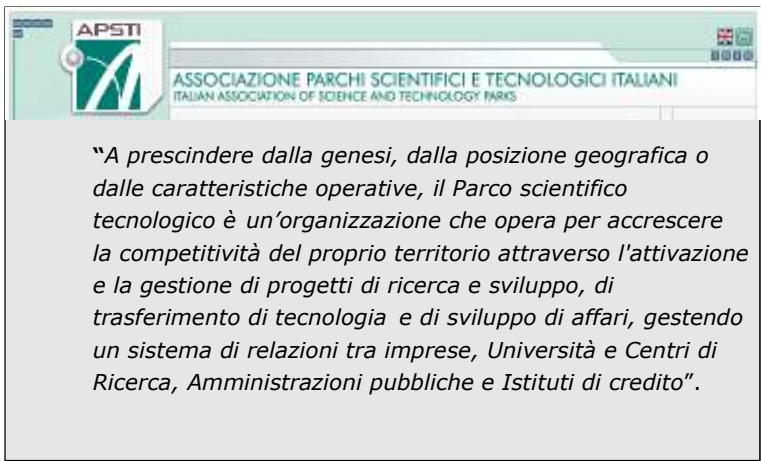 APSTI
ASSOCIAZIONE PARCHI SCIENTIFICI E TECNOLOGICI ITALIANI
ITALIAN ASSOCIATION OF SCIENCE AND TECHNOLOGY PARKS
"A prescindere dalla genesi, dalla posizione geografica o
dalle caratteristiche operative, il Parco scientifico
tecnologico è un’organizzazione che opera per accrescere
la competitività del proprio territorio attraverso l'attivazione
e la gestione di progetti di ricerca e sviluppo, di
trasferimento di tecnologia e di sviluppo di affari, gestendo
un sistema di relazioni tra imprese, Università e Centri di
Ricerca, Amministrazioni pubbliche e Istituti di credito”.